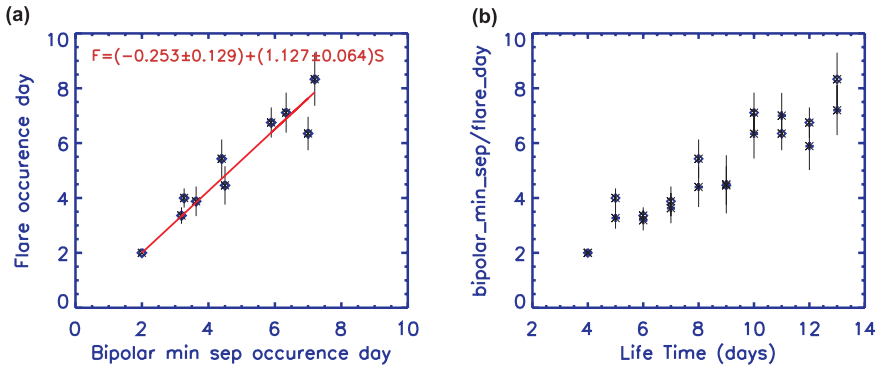 (a)
F=(−0.253±0.129)+(1.127±0.064)S
Flare occurence day
10
8
6
4
2
0
0 2 4 6 8 10
Bipolar min sep occurence day
(b)
bipolar_min_sep/flare_day
10
8
6
4
2
0
2 4 6 8 10 12 14
Life Time (days)